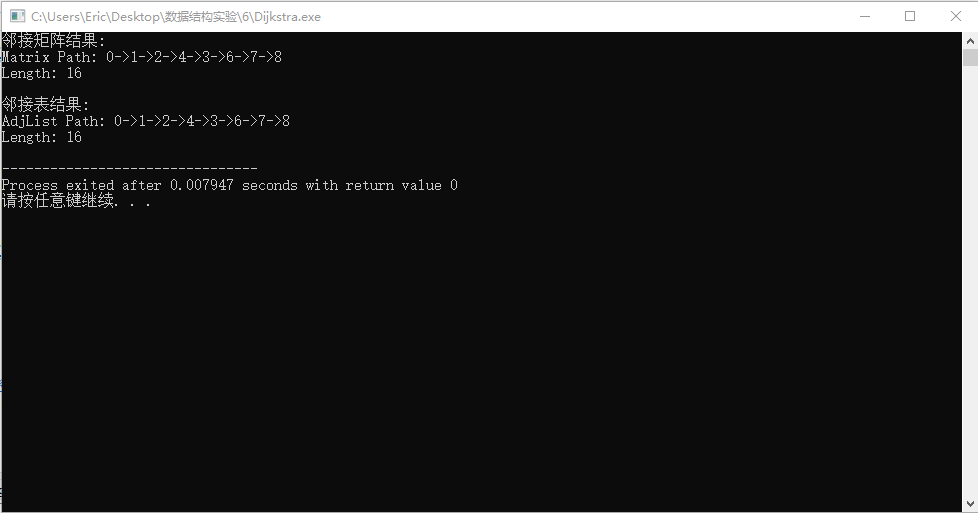 C:\Users\Eric\Desktop\数据结构实验\6\Dijkstra.exe
邻接矩阵结果:
Matrix Path: 0->1->2->4->3->6->7->8
Length: 16
邻接表结果:
AdjList Path: 0->1->2->4->3->6->7->8
Length: 16
--------------------------------
Process exited after 0.007947 seconds with return value 0
请按任意键继续. . .